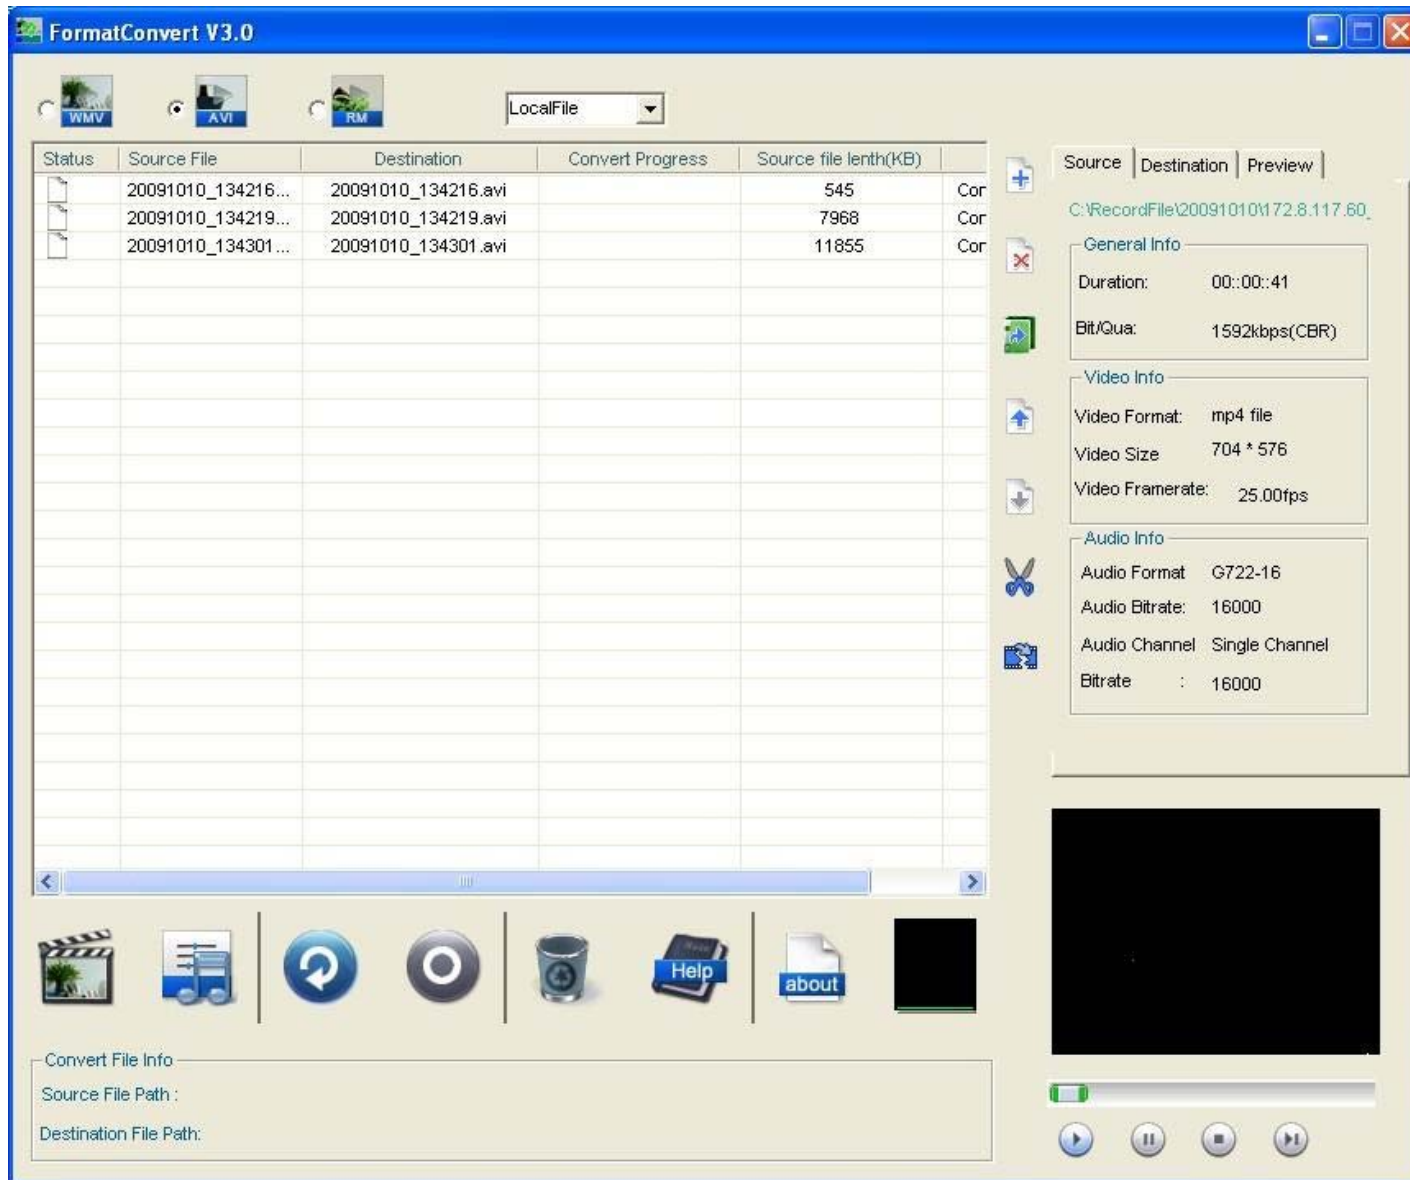 FormatConvert V3.0
WMV AVI RM LocalFile
Status Source File Destination Convert Progress Source file lenth(KB)
20091010_134216... 20091010_134216.avi 545 Cor
20091010_134219... 20091010_134219.avi 7968 Cor
20091010_134301... 20091010_134301.avi 11855 Cor
Source Destination Preview
C:\RecordFile\20091010\172.8.117.60_
General Info
Duration: 00::00::41
Bit/Qua: 1592kbps(CBR)
Video Info
Video Format: mp4 file
Video Size 704 * 576
Video Framerate: 25.00fps
Audio Info
Audio Format G722-16
Audio Bitrate: 16000
Audio Channel Single Channel
Bitrate : 16000
Help
about
Convert File Info
Source File Path :
Destination File Path: